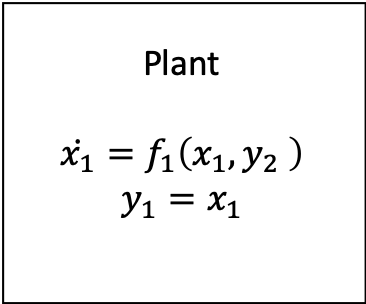 Plant
ẋ₁ = f₁(x₁, y₂ )
y₁ = x₁